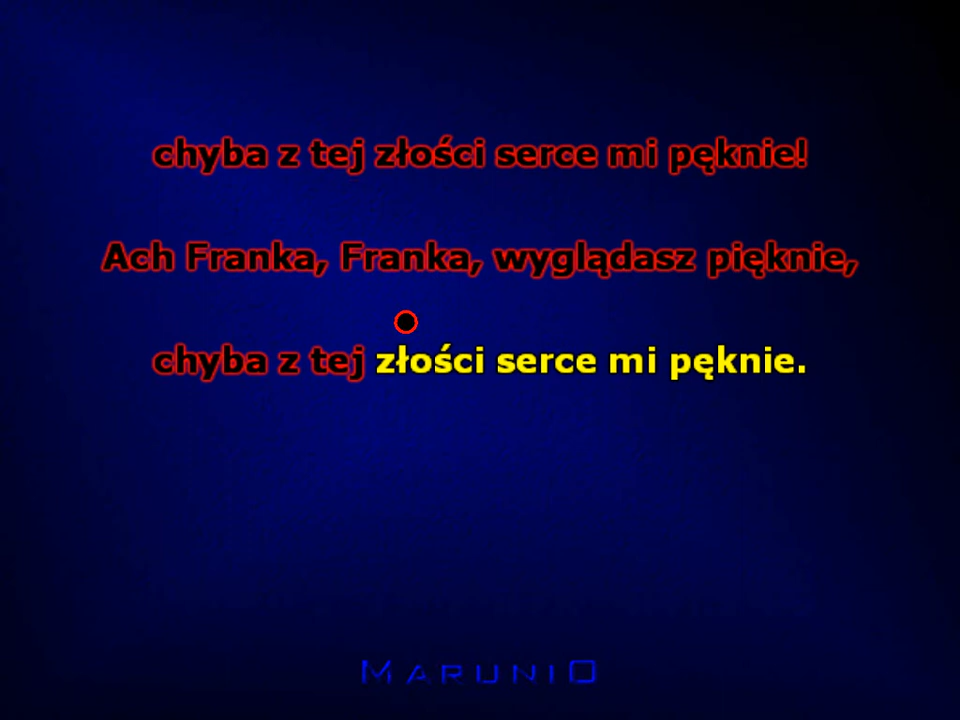 chyba z tej złości serce mi pęknie!
Ach Franka, Franka, wyglądasz pięknie,
chyba z tej złości serce mi pęknie.
MARUNIO